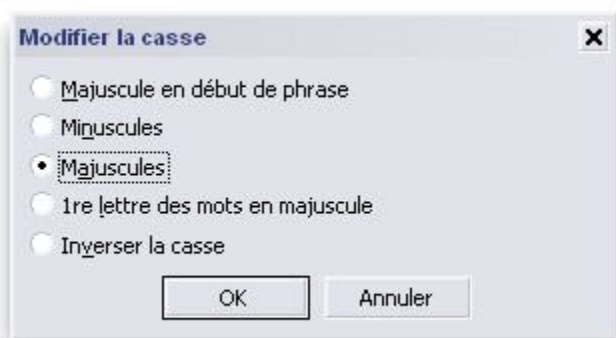 Modifier la casse
Majuscule en début de phrase
Minuscules
Majuscules
1re lettre des mots en majuscule
Inverser la casse
OK Annuler